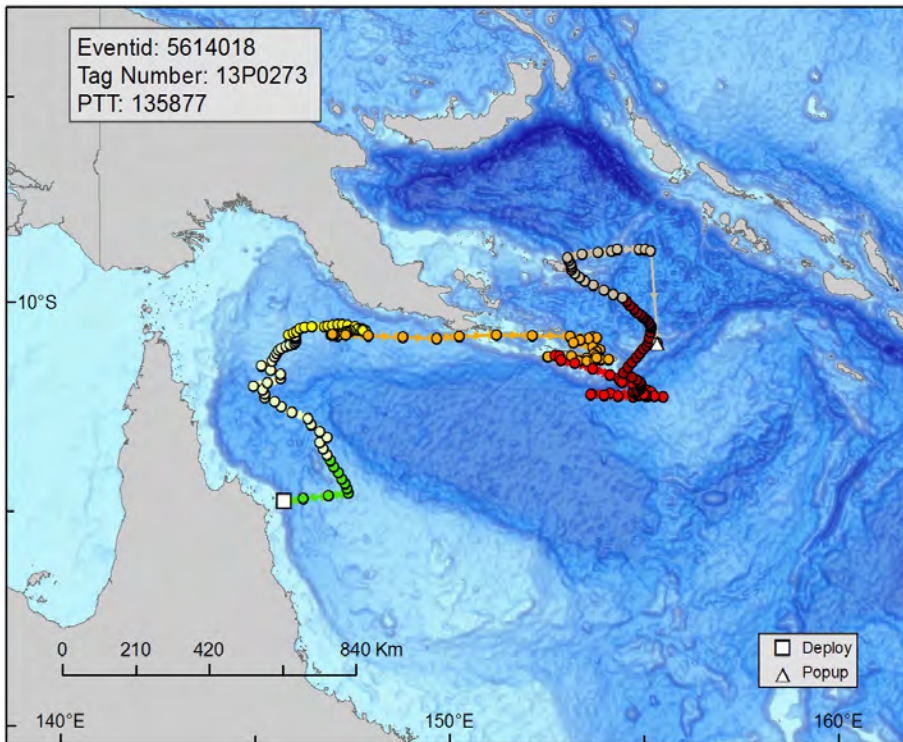 Eventid: 5614018
Tag Number: 13P0273
PTT: 135877
10°S
0 210 420 840 Km
Deploy
Popup
140°E 150°E 160°E